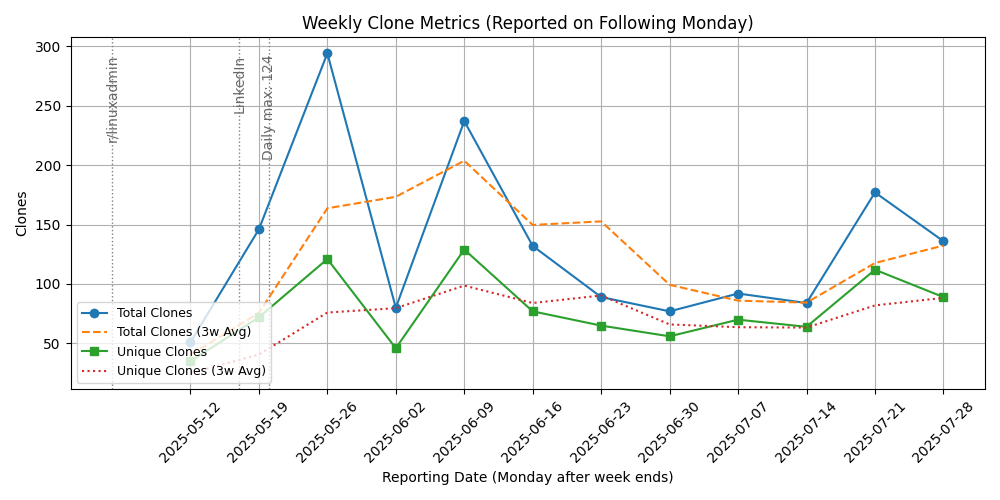 Weekly Clone Metrics (Reported on Following Monday)
300
250
200
150
100
50
Clones
r/linuxadmin
LinkedIn
Daily max: 124
Total Clones
Total Clones (3w Avg)
Unique Clones
Unique Clones (3w Avg)
2025-05-12
2025-05-19
2025-05-26
2025-06-02
2025-06-09
2025-06-16
2025-06-23
2025-06-30
2025-07-07
2025-07-14
2025-07-21
2025-07-28
Reporting Date (Monday after week ends)